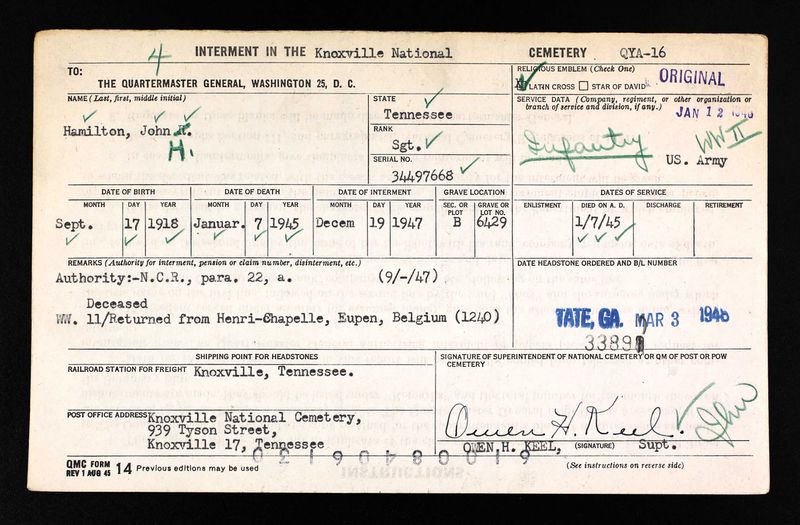 4 INTERMENT IN THE Knoxville National CEMETERY QYA-16
TO:
THE QUARTERMASTER GENERAL, WASHINGTON 25, D. C.
RELIGIOUS EMBLEM (Check One)
LATIN CROSS STAR OF DAVID
ORIGINAL
NAME (Last, first, middle initial)
Hamilton, John
H.
STATE
Tennessee
RANK
Sgt.
SERIAL NO.
34497668
SERVICE DATA (Company, regiment, or other organization or
branch of service and division, if any.)
JAN 12 1948
Infantry
WW II
US. Army
DATE OF BIRTH DATE OF DEATH DATE OF INTERMENT GRAVE LOCATION DATES OF SERVICE
MONTH DAY YEAR MONTH DAY YEAR MONTH DAY YEAR SEC. OR PLOT GRAVE OR LOT NO. ENLISTMENT DIED ON A. D. DISCHARGE RETIREMENT
Sept. 17 1918 Januar. 7 1945 Decem 19 1947 B 6429 1/7/45
REMARKS (Authority for interment, pension or claim number, disinterment, etc.)
Authority:-N.C.R., para. 22, a. (9/-/47)
Deceased
WW. 11/Returned from Henri-Chapelle, Eupen, Belgium (1240)
DATE HEADSTONE ORDERED AND B/L NUMBER
TATE, GA. MAR 3 1948
SHIPPING POINT FOR HEADSTONES
RAILROAD STATION FOR FREIGHT Knoxville, Tennessee.
POST OFFICE ADDRESS Knoxville National Cemetery,
939 Tyson Street,
Knoxville 17, Tennessee
SIGNATURE OF SUPERINTENDENT OF NATIONAL CEMETERY OR QM OF POST OR POW
CEMETERY
Owen H. Keel.
OWEN H. KEEL, (SIGNATURE) Supt.
QMC FORM
REV 1 AUG 45 14 Previous editions may be used
(See instructions on reverse side)